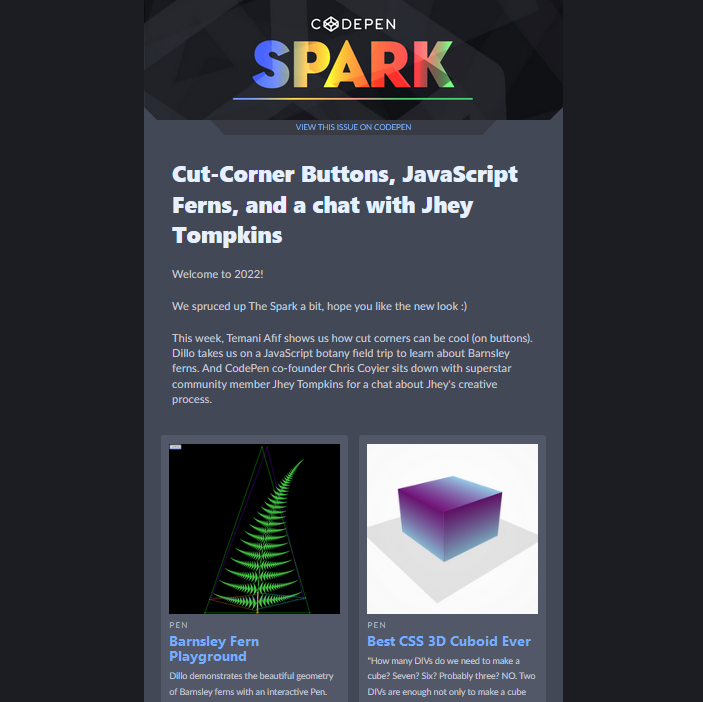 CODEPEN
SPARK
VIEW THIS ISSUE ON CODEPEN
Cut-Corner Buttons, JavaScript
Ferns, and a chat with Jhey
Tompkins
Welcome to 2022!
We spruced up The Spark a bit, hope you like the new look :)
This week, Temani Afif shows us how cut corners can be cool (on buttons).
Dillo takes us on a JavaScript botany field trip to learn about Barnsley
ferns. And CodePen co-founder Chris Coyier sits down with superstar
community member Jhey Tompkins for a chat about Jhey's creative
process.
PEN
Barnsley Fern
Playground
Dillo demonstrates the beautiful geometry
of Barnsley ferns with an interactive Pen.
PEN
Best CSS 3D Cuboid Ever
"How many DIVs do we need to make a
cube? Seven? Six? Probably three? NO. Two
DIVs are enough not only to make a cube